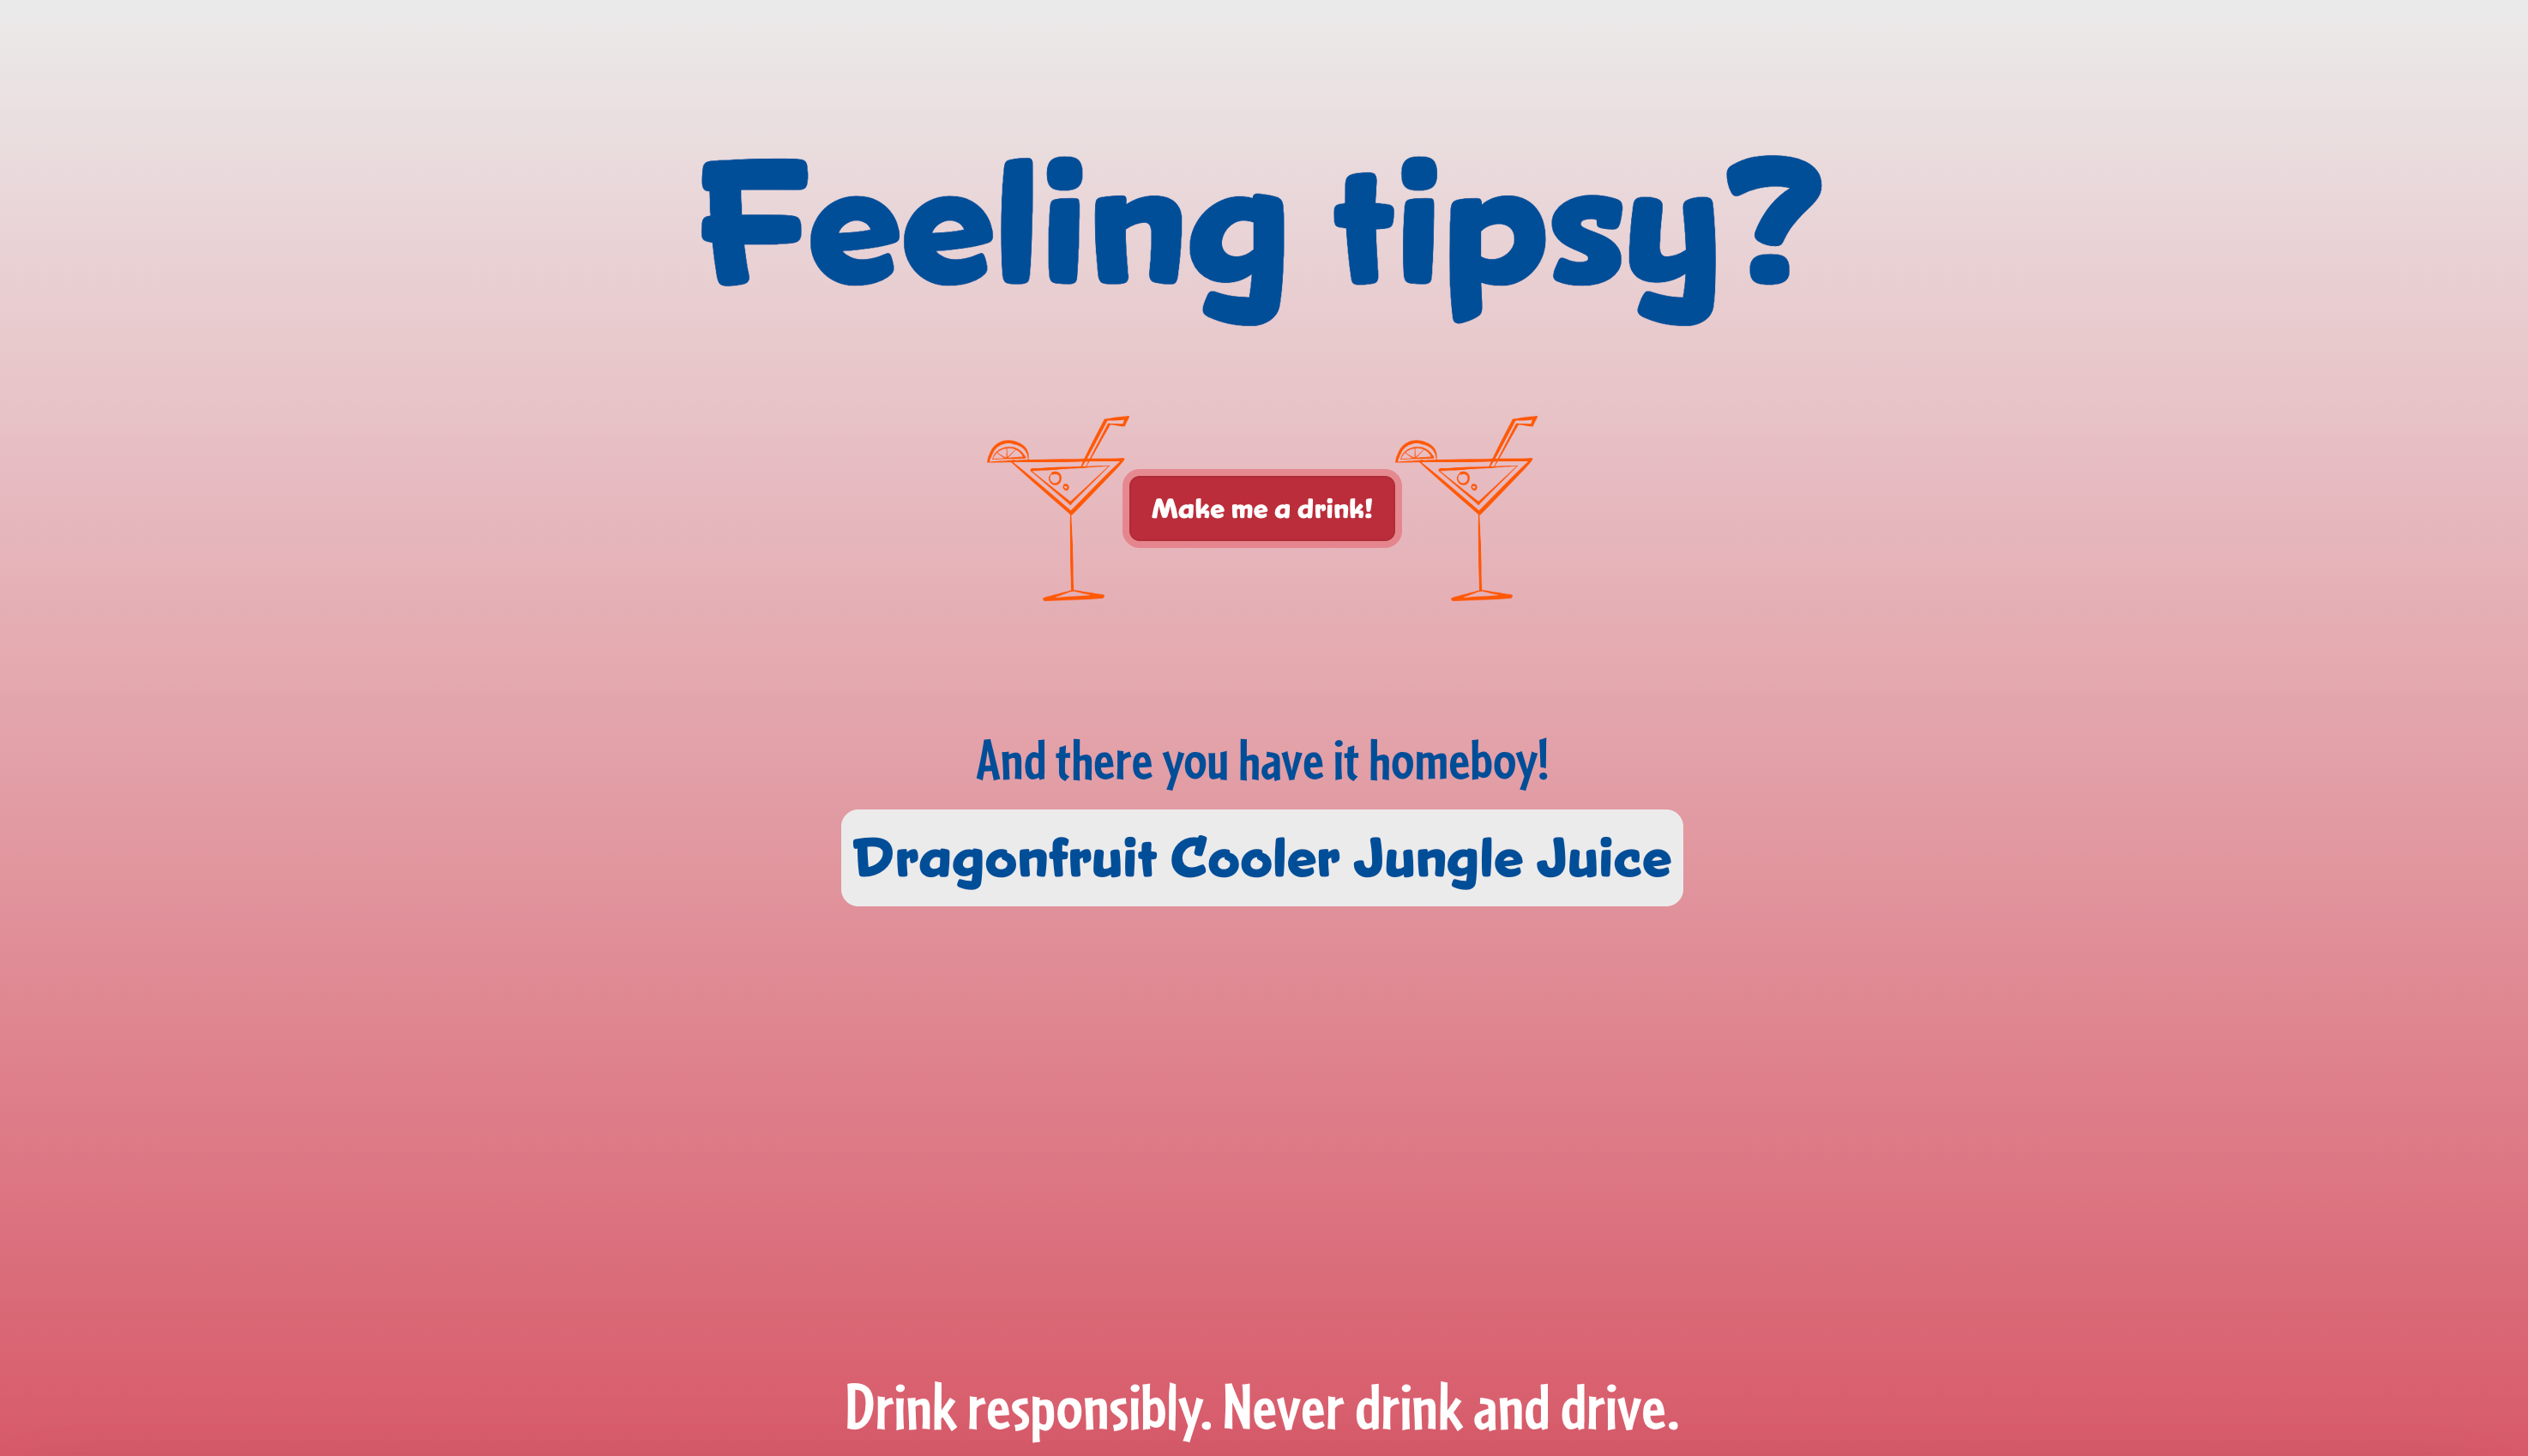 Feeling tipsy?
Make me a drink!
And there you have it homeboy!
Dragonfruit Cooler Jungle Juice
Drink responsibly. Never drink and drive.